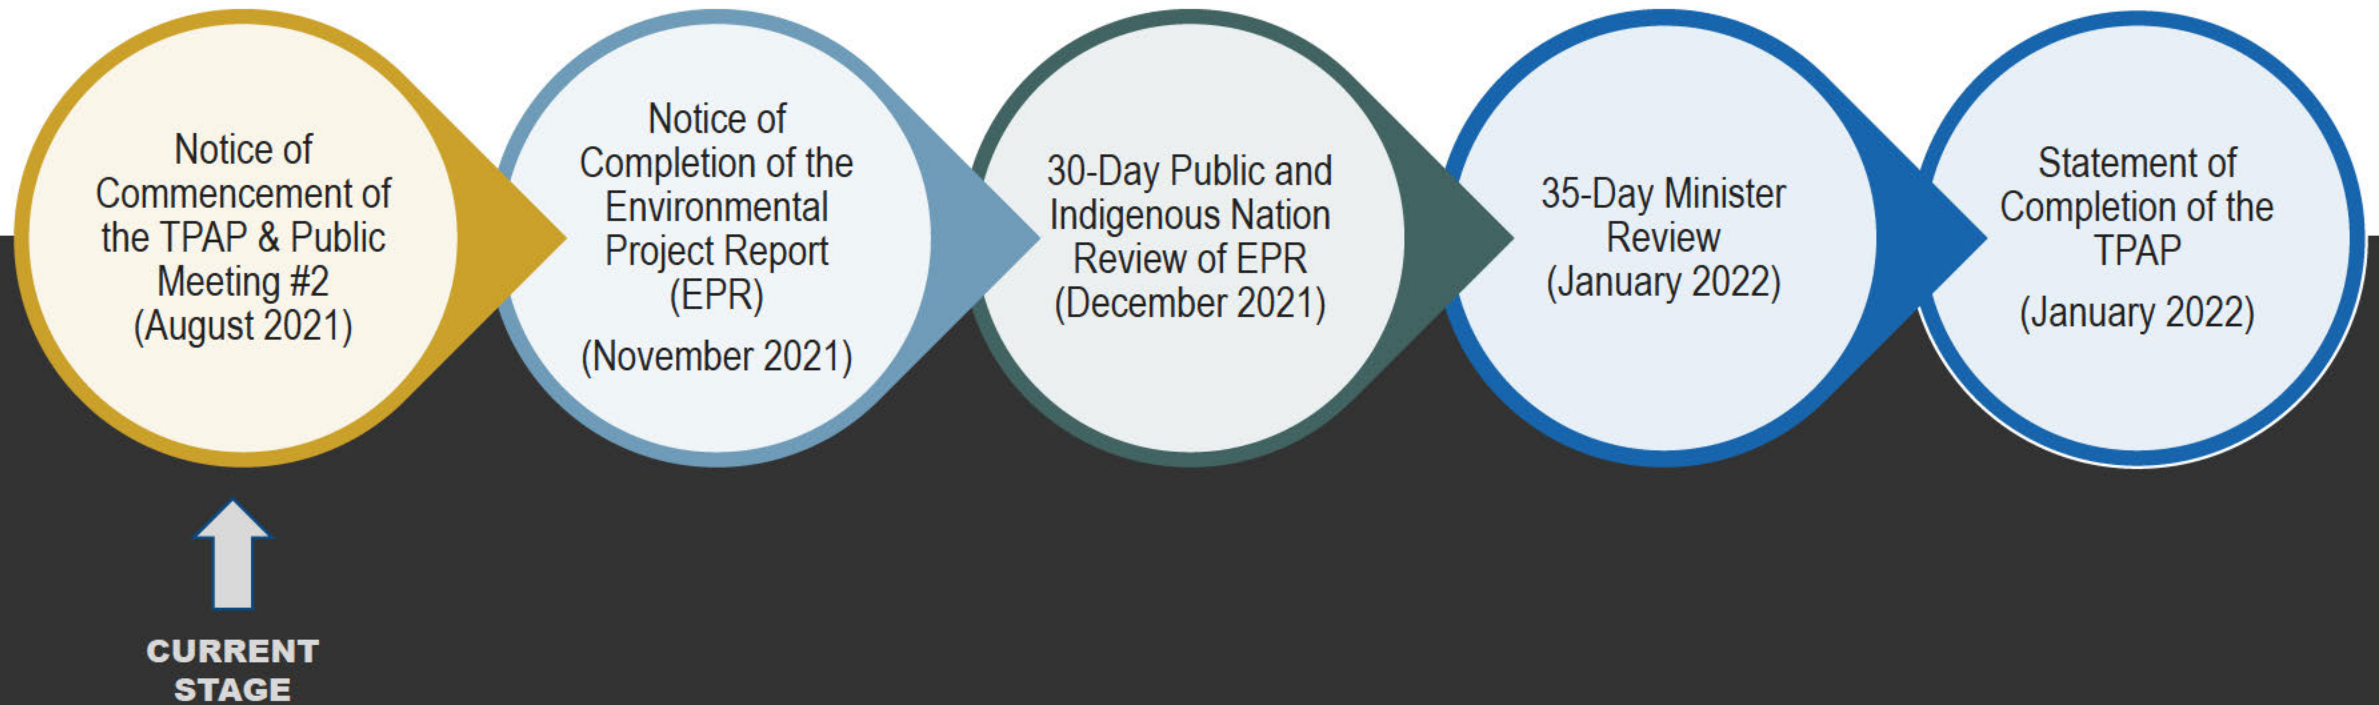 Notice of
Commencement of
the TPAP & Public
Meeting #2
(August 2021)
Notice of
Completion of the
Environmental
Project Report
(EPR)
(November 2021)
30-Day Public and
Indigenous Nation
Review of EPR
(December 2021)
35-Day Minister
Review
(January 2022)
Statement of
Completion of the
TPAP
(January 2022)
CURRENT
STAGE